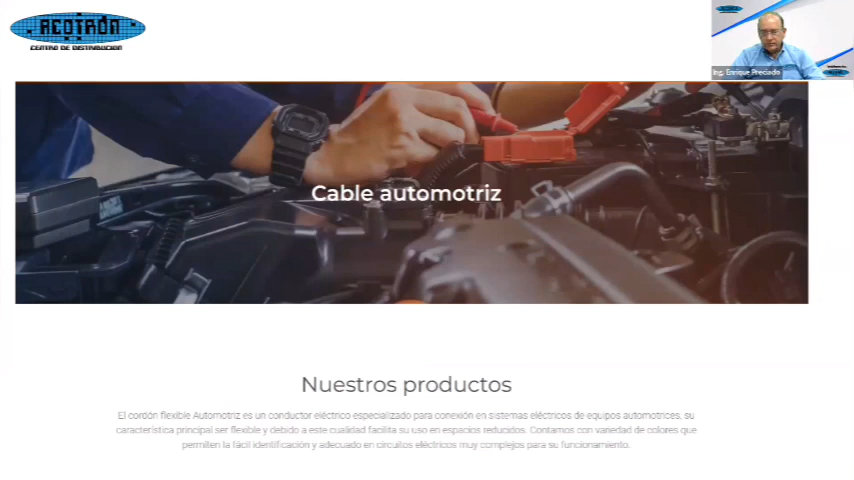 ACOTRÓN
CENTRO DE DISTRIBUCIÓN
Ing. Enrique Preciado
Cable automotriz
Nuestros productos
El cordón flexible Automotriz es un conductor eléctrico especializado para conexión en sistemas eléctricos de equipos automotrices, su
característica principal ser flexible y debido a este cualidad facilita su uso en espacios reducidos. Contamos con variedad de colores que
permiten la fácil identificación y adecuado en circuitos eléctricos muy complejos para su funcionamiento.